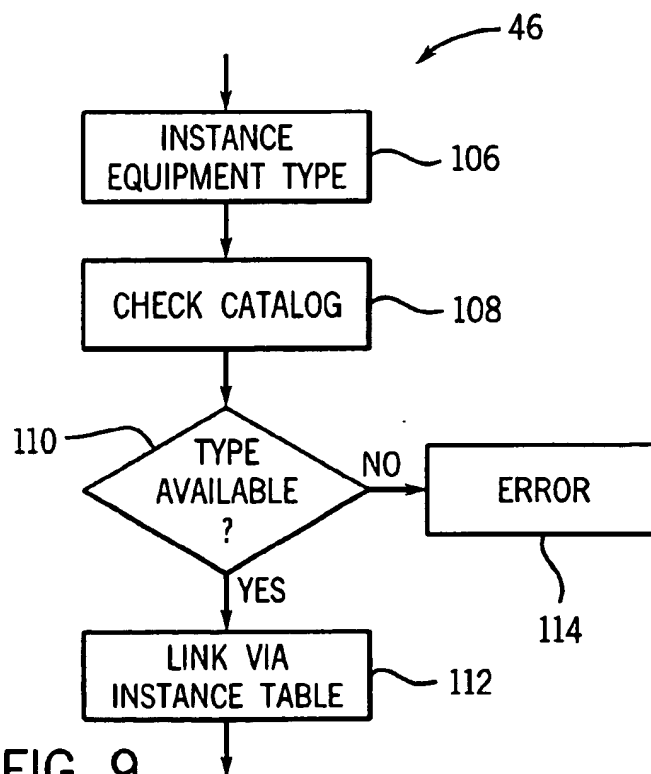 46
INSTANCE
EQUIPMENT TYPE
106
CHECK CATALOG
108
110
TYPE
AVAILABLE
?
NO
ERROR
114
YES
LINK VIA
INSTANCE TABLE
112
FIG. 9